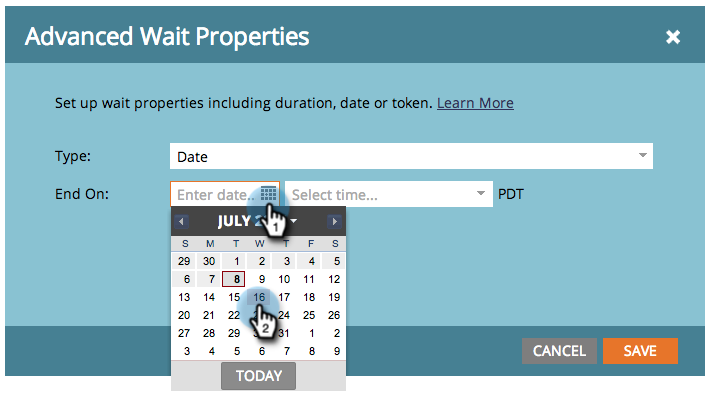 Advanced Wait Properties
Set up wait properties including duration, date or token. Learn More
Type: Date
End On: Enter date.. Select time... PDT
JULY 2
1
S M T W T F S
29 30 1 2 3 4 5
6 7 8 9 10 11 12
13 14 15 16 17 18 19
20 21 22 24 25 26
2
27 28 29 31 1 2
3 4 5 6 7 8 9
TODAY
CANCEL SAVE